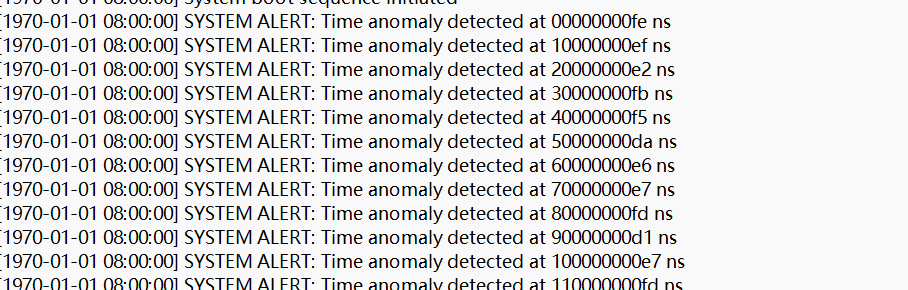 [1970-01-01 08:00:00] System boot sequence initiated
[1970-01-01 08:00:00] SYSTEM ALERT: Time anomaly detected at 00000000fe ns
[1970-01-01 08:00:00] SYSTEM ALERT: Time anomaly detected at 10000000ef ns
[1970-01-01 08:00:00] SYSTEM ALERT: Time anomaly detected at 20000000e2 ns
[1970-01-01 08:00:00] SYSTEM ALERT: Time anomaly detected at 30000000fb ns
[1970-01-01 08:00:00] SYSTEM ALERT: Time anomaly detected at 40000000f5 ns
[1970-01-01 08:00:00] SYSTEM ALERT: Time anomaly detected at 50000000da ns
[1970-01-01 08:00:00] SYSTEM ALERT: Time anomaly detected at 60000000e6 ns
[1970-01-01 08:00:00] SYSTEM ALERT: Time anomaly detected at 70000000e7 ns
[1970-01-01 08:00:00] SYSTEM ALERT: Time anomaly detected at 80000000fd ns
[1970-01-01 08:00:00] SYSTEM ALERT: Time anomaly detected at 90000000d1 ns
[1970-01-01 08:00:00] SYSTEM ALERT: Time anomaly detected at 100000000e7 ns
[1970-01-01 08:00:00] SYSTEM ALERT: Time anomaly detected at 110000000fd ns